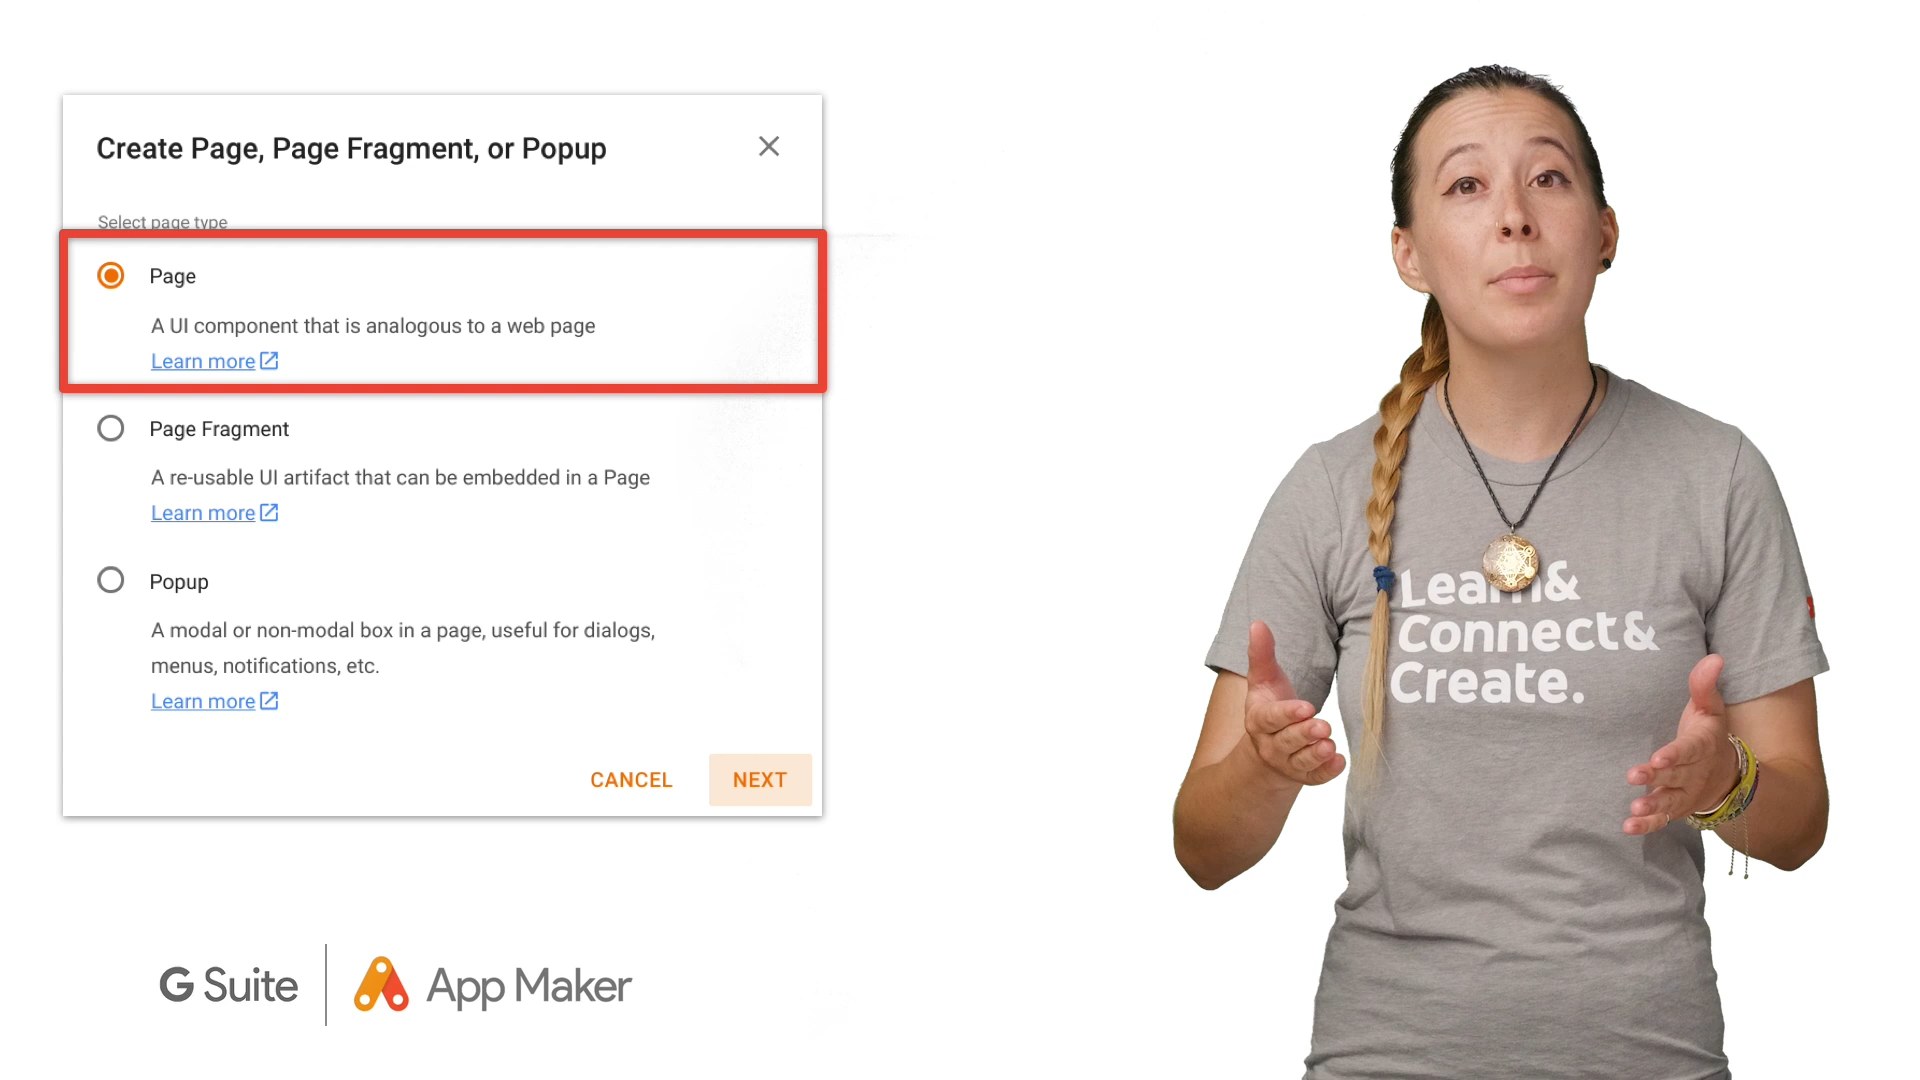 Create Page, Page Fragment, or Popup
Select page type
Page
A UI component that is analogous to a web page
Learn more
Page Fragment
A re-usable UI artifact that can be embedded in a Page
Learn more
Popup
A modal or non-modal box in a page, useful for dialogs,
menus, notifications, etc.
Learn more
CANCEL NEXT
G Suite
App Maker
Learn&
Connect&
Create.